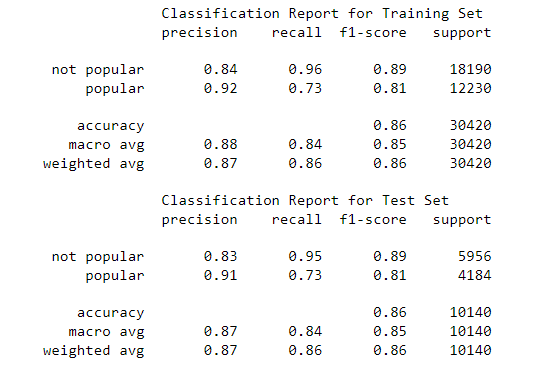 Classification Report for Training Set
precision recall f1-score support
not popular 0.84 0.96 0.89 18190
popular 0.92 0.73 0.81 12230
accuracy 0.86 30420
macro avg 0.88 0.84 0.85 30420
weighted avg 0.87 0.86 0.86 30420
Classification Report for Test Set
precision recall f1-score support
not popular 0.83 0.95 0.89 5956
popular 0.91 0.73 0.81 4184
accuracy 0.86 10140
macro avg 0.87 0.84 0.85 10140
weighted avg 0.87 0.86 0.86 10140